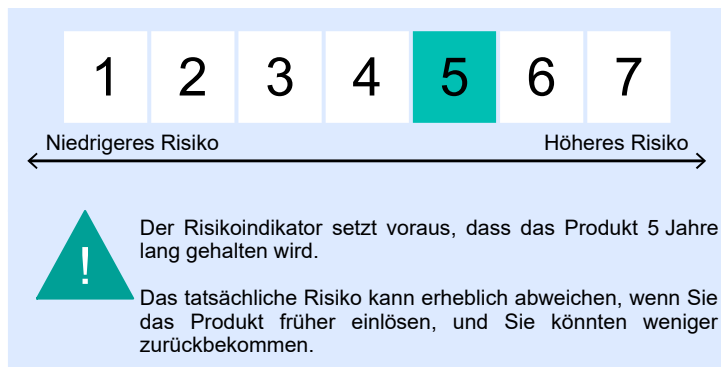 1 2 3 4 5 6 7
Niedrigeres Risiko Höheres Risiko
!
Der Risikoindikator setzt voraus, dass das Produkt 5 Jahre
lang gehalten wird.
Das tatsächliche Risiko kann erheblich abweichen, wenn Sie
das Produkt früher einlösen, und Sie könnten weniger
zurückbekommen.